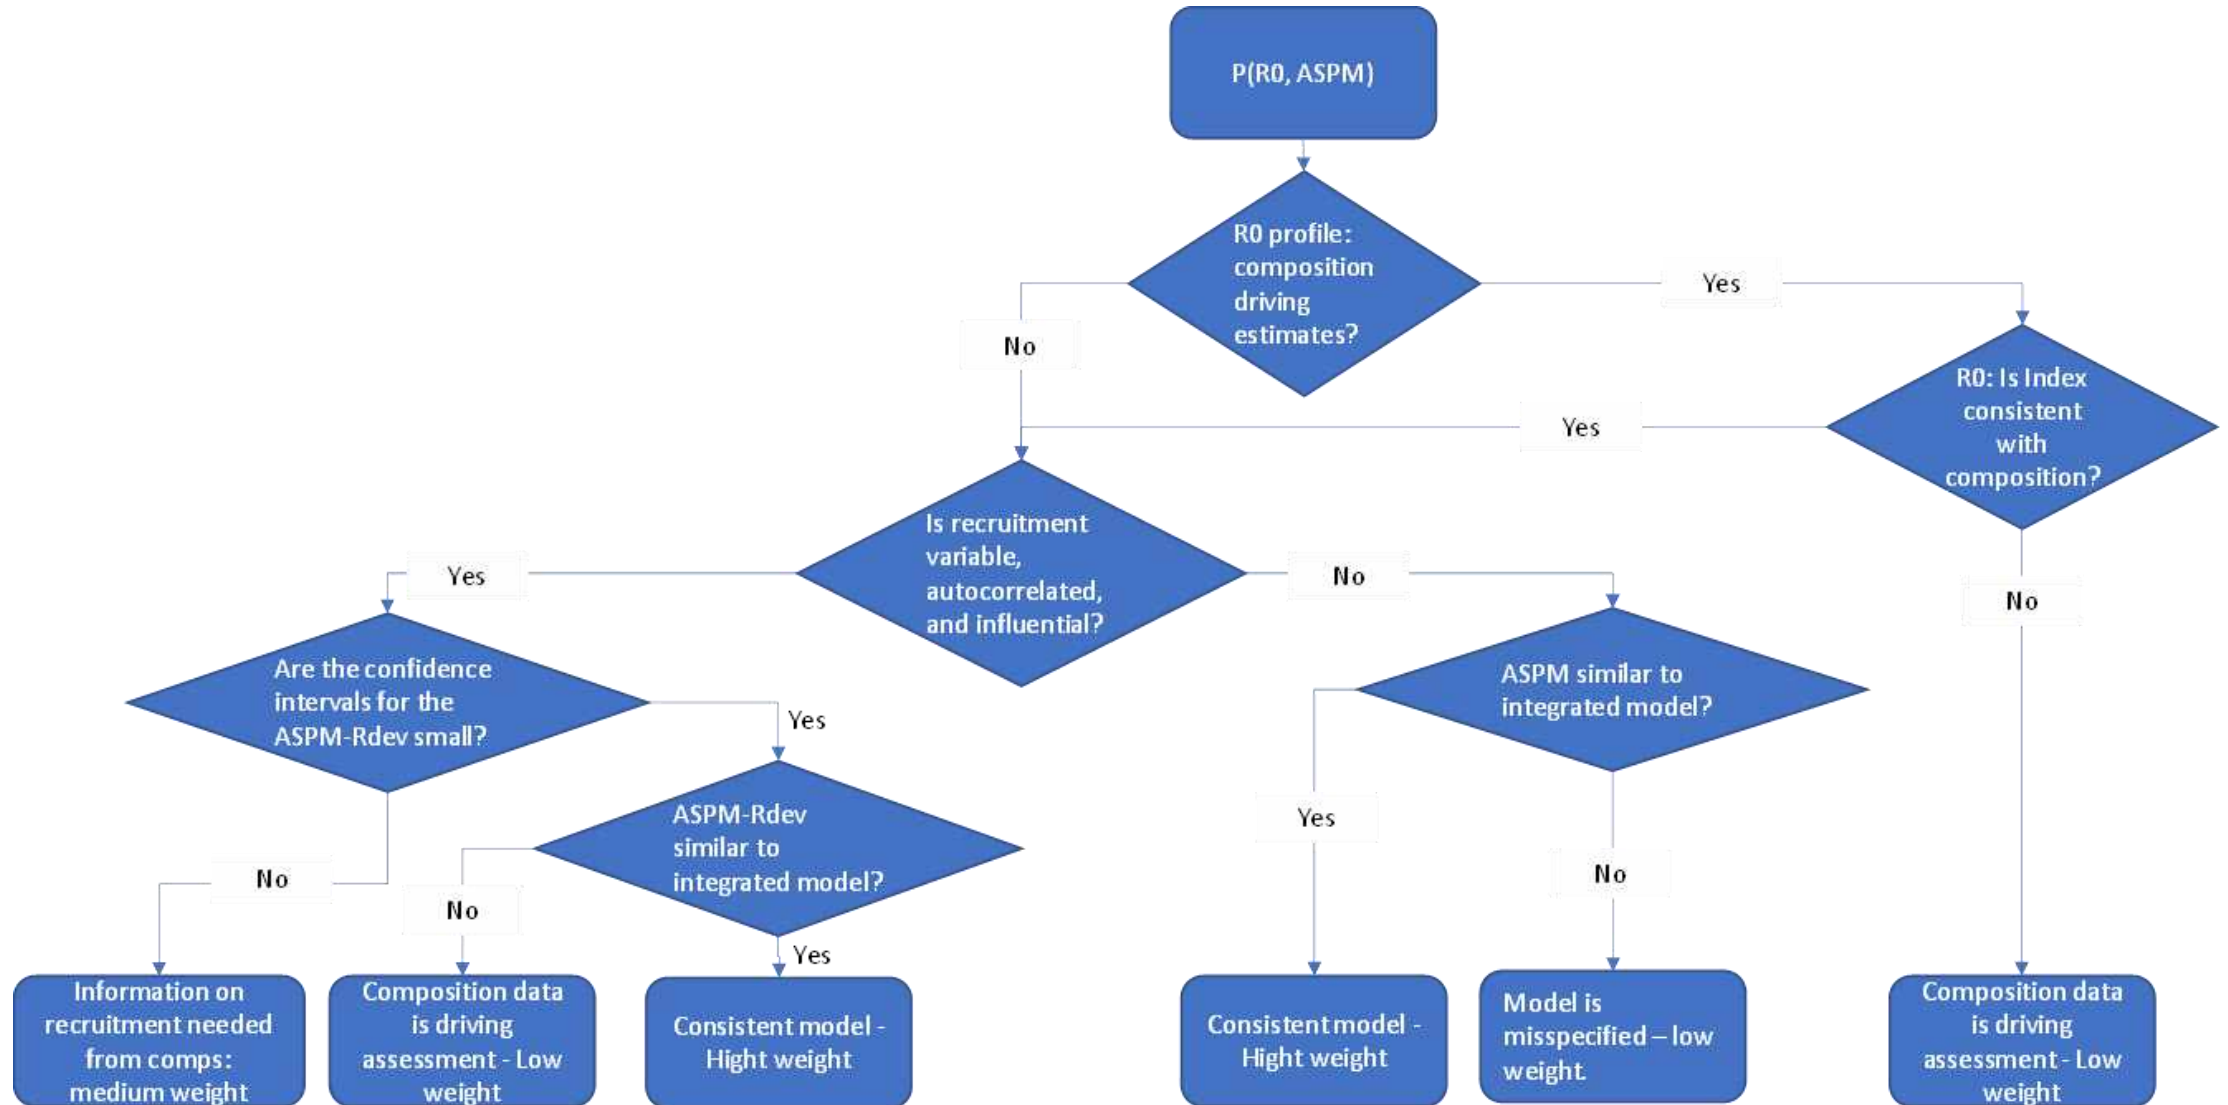 P(R0, ASPM)
R0 profile:
composition
driving
estimates?
Yes
No
R0: Is Index
consistent
with
composition?
Yes
Is recruitment
variable,
autocorrelated,
and influential?
Yes
No
No
Are the confidence
intervals for the
ASPM-Rdev small?
Yes
ASPM similar to
integrated model?
ASPM-Rdev
similar to
integrated model?
Yes
No
No
No
Yes
Information on
recruitment needed
from comps:
medium weight
Composition data
is driving
assessment - Low
weight
Consistent model -
Hight weight
Consistent model -
Hight weight
Model is
misspecified – low
weight.
Composition data
is driving
assessment - Low
weight